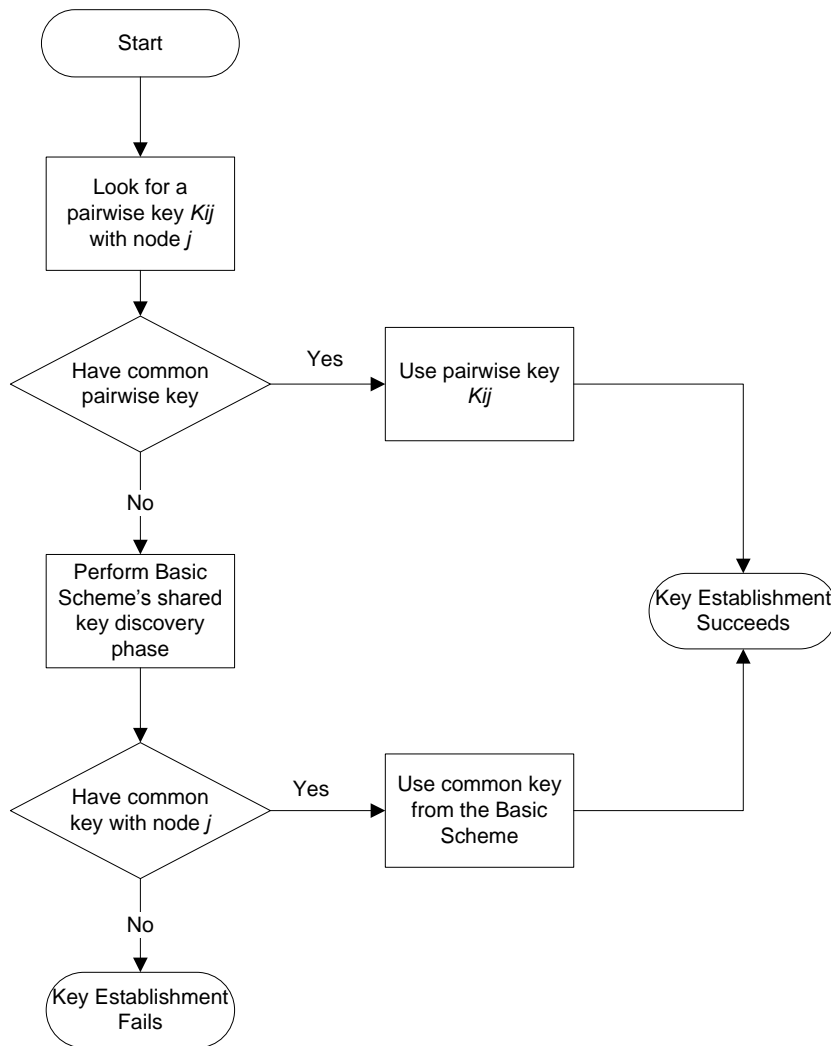 Start
Look for a
pairwise key Kij
with node j
Have common
pairwise key
Yes
Use pairwise key
Kij
No
Perform Basic
Scheme’s shared
key discovery
phase
Key Establishment
Succeeds
Have common
key with node j
Yes
Use common key
from the Basic
Scheme
No
Key Establishment
Fails